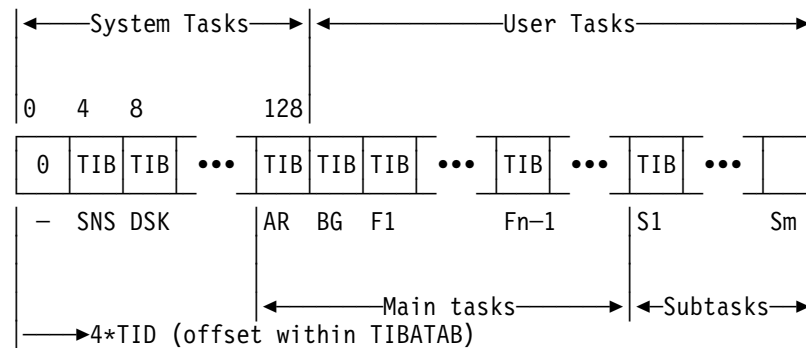 System Tasks User Tasks
0 4 8 128
0 TIB TIB ••• TIB TIB TIB ••• TIB ••• TIB •••
– SNS DSK AR BG F1 Fn–1 S1 Sm
Main tasks Subtasks
4*TID (offset within TIBATAB)